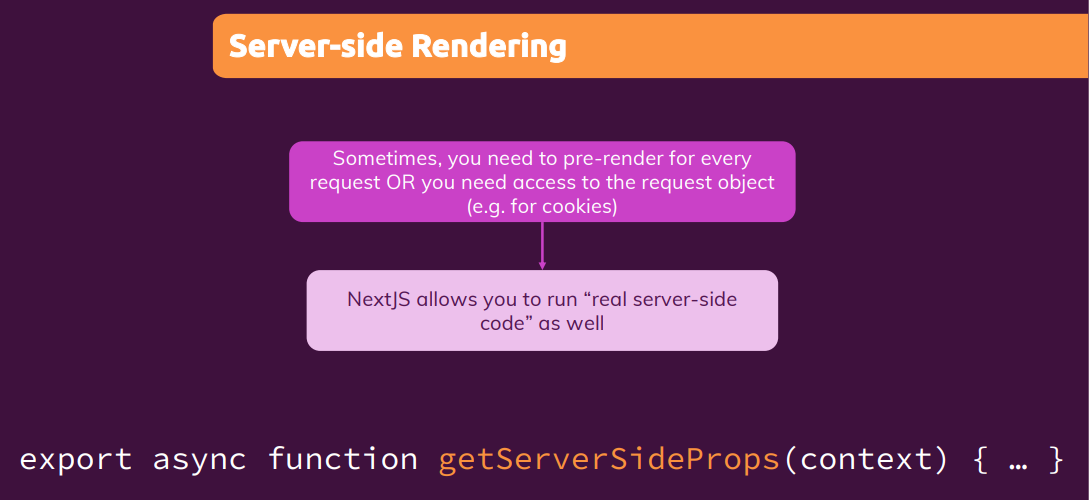 Server-side Rendering
Sometimes, you need to pre-render for every
request OR you need access to the request object
(e.g. for cookies)
NextJS allows you to run “real server-side
code” as well
export async function getServerSideProps(context) { … }